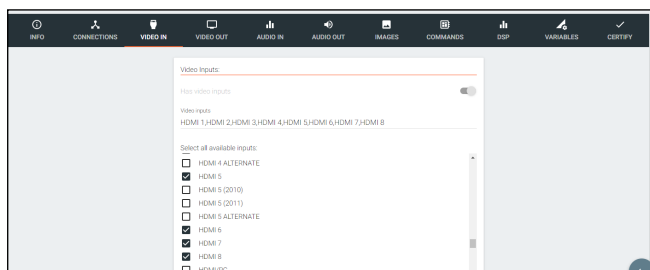 INFO CONNECTIONS VIDEO IN VIDEO OUT AUDIO IN AUDIO OUT IMAGES COMMANDS DSP VARIABLES CERTIFY
Video Inputs:
Has video inputs
Video inputs
HDMI 1,HDMI 2,HDMI 3,HDMI 4,HDMI 5,HDMI 6,HDMI 7,HDMI 8
Select all available inputs:
HDMI 4 ALTERNATE
HDMI 5
HDMI 5 (2010)
HDMI 5 (2011)
HDMI 5 ALTERNATE
HDMI 6
HDMI 7
HDMI 8